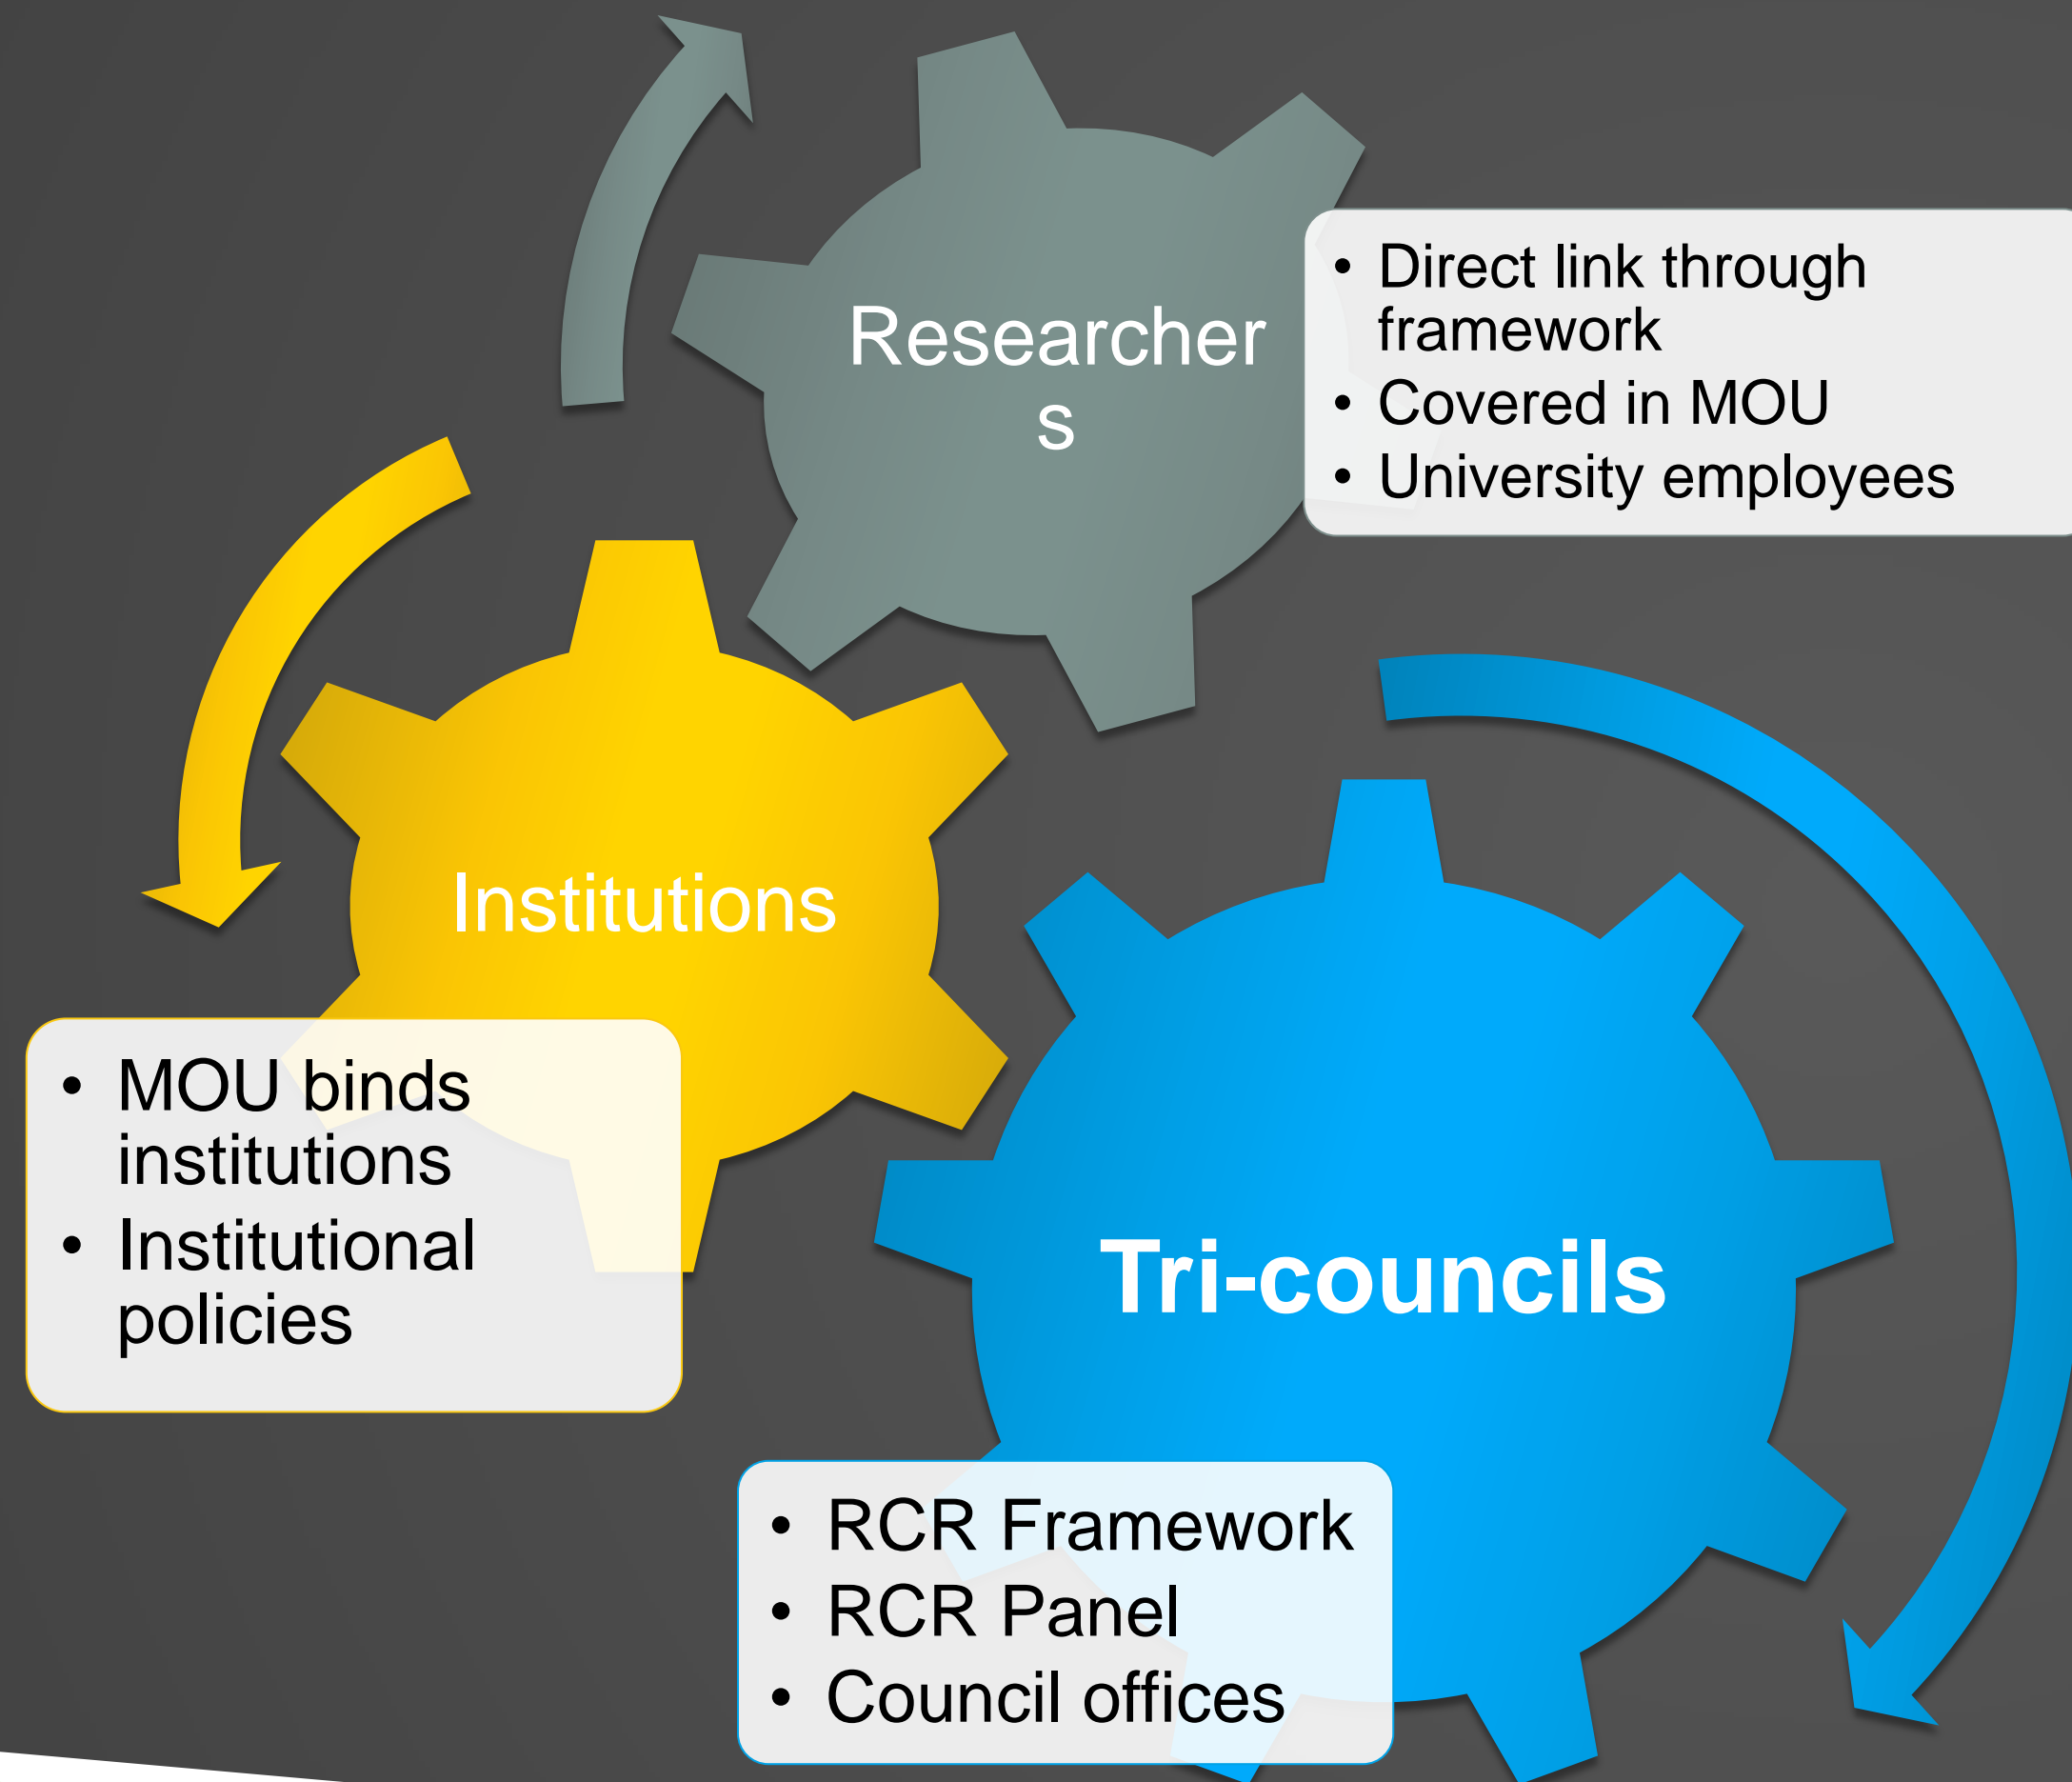 Researcher
s
• Direct link through
framework
• Covered in MOU
• University employees
Institutions
• MOU binds
institutions
• Institutional
policies
Tri-councils
• RCR Framework
• RCR Panel
• Council offices